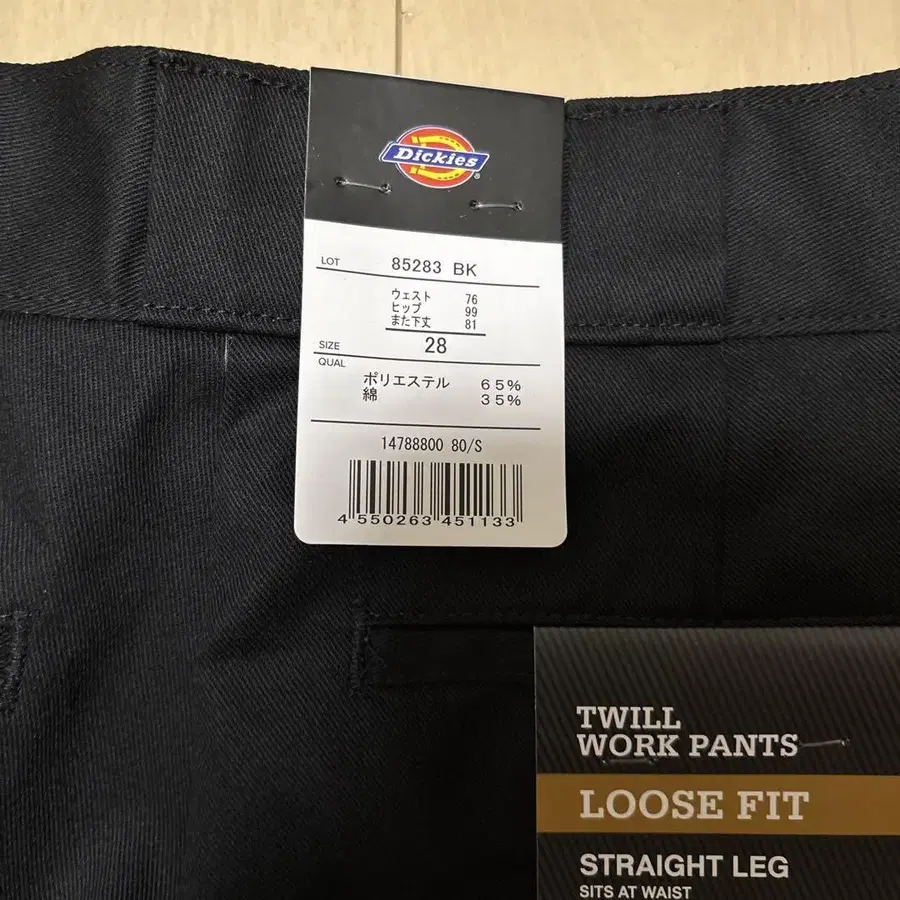 Dickies
LOT 85283 BK
ウェスト 76
ヒップ 99
また下丈 81
SIZE 28
QUAL
ポリエステル 65%
綿 35%
14788800 80/S
4 550263 451133
TWILL
WORK PANTS
LOOSE FIT
STRAIGHT LEG
SITS AT WAIST